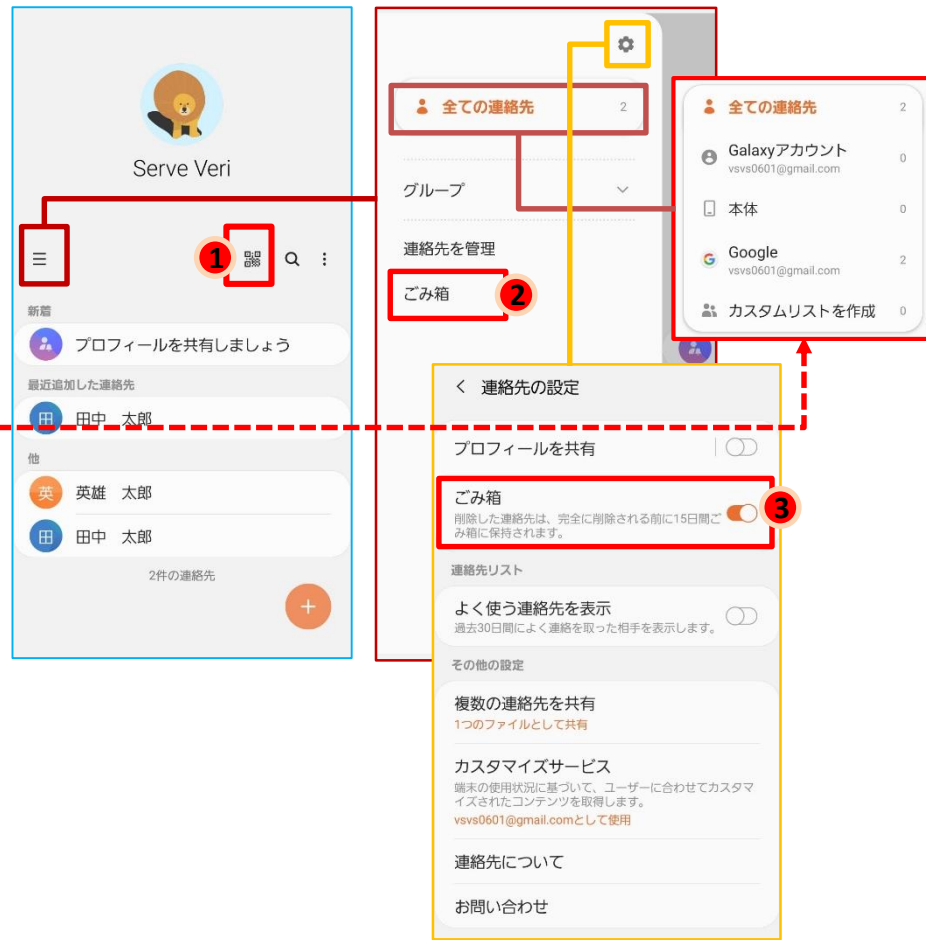 Serve Veri
1
新着
プロフィールを共有しましょう
最近追加した連絡先
田 田中 太郎
他
英 英雄 太郎
田 田中 太郎
2件の連絡先
全ての連絡先 2
グループ
連絡先を管理
ごみ箱 2
全ての連絡先 2
Galaxyアカウント 0
vsvs0601@gmail.com
本体 0
Google 2
vsvs0601@gmail.com
カスタムリストを作成 0
連絡先の設定
プロフィールを共有
ごみ箱 3
削除した連絡先は、完全に削除される前に15日間ご
み箱に保持されます。
連絡先リスト
よく使う連絡先を表示
過去30日間によく連絡を取った相手を表示します。
その他の設定
複数の連絡先を共有
1つのファイルとして共有
カスタマイズサービス
端末の使用状況に基づいて、ユーザーに合わせてカスタマ
イズされたコンテンツを取得します。
vsvs0601@gmail.comとして使用
連絡先について
お問い合わせ